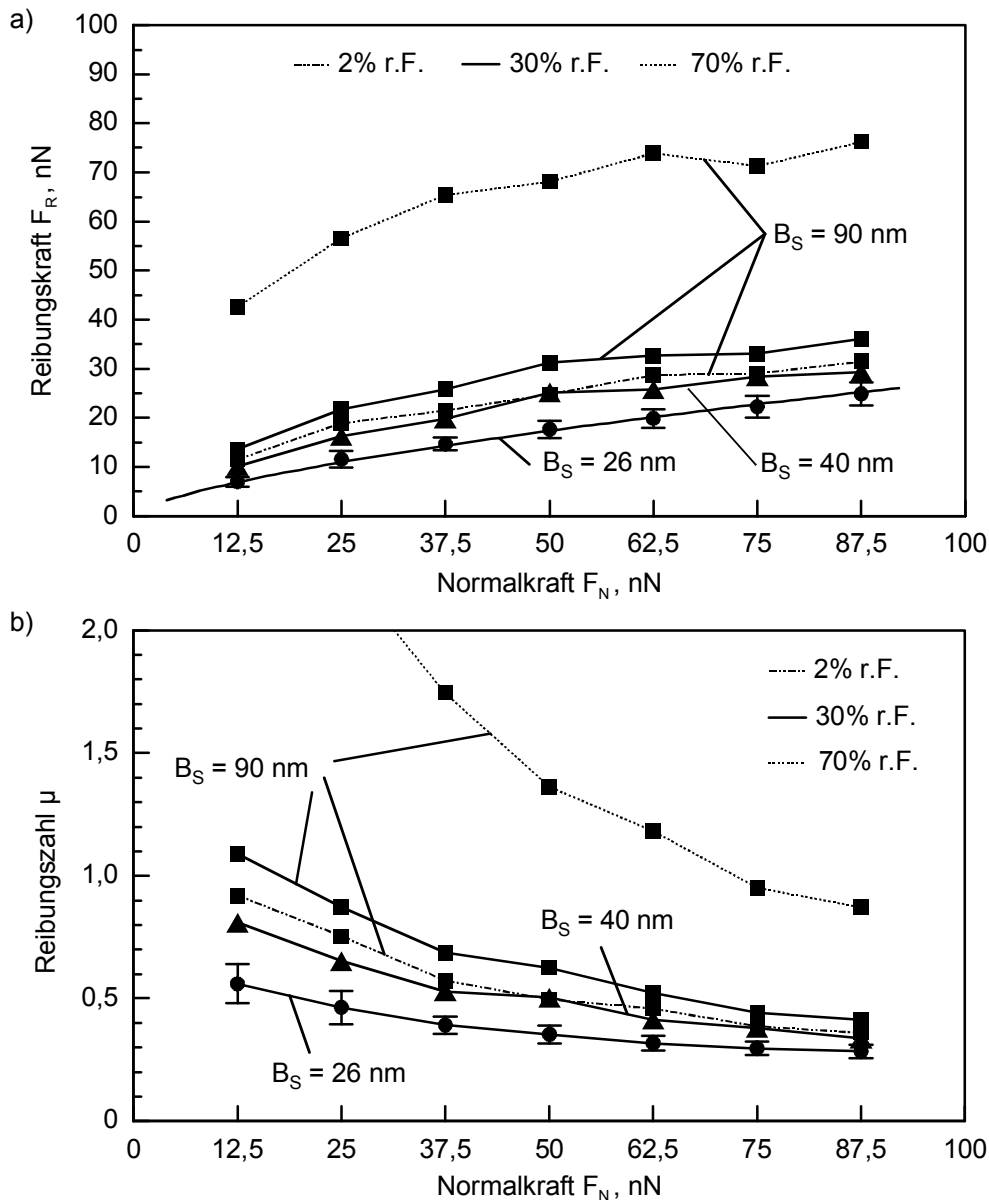 a)
100
90
80
70
60
50
40
30
20
10
0
Reibungskraft F_R, nN
2% r.F. 30% r.F. 70% r.F.
B_S = 90 nm
B_S = 26 nm
B_S = 40 nm
0 12,5 25 37,5 50 62,5 75 87,5 100
Normalkraft F_N, nN
b)
2,0
1,5
1,0
0,5
0
Reibungszahl µ
2% r.F.
30% r.F.
70% r.F.
B_S = 90 nm
B_S = 40 nm
B_S = 26 nm
0 12,5 25 37,5 50 62,5 75 87,5 100
Normalkraft F_N, nN